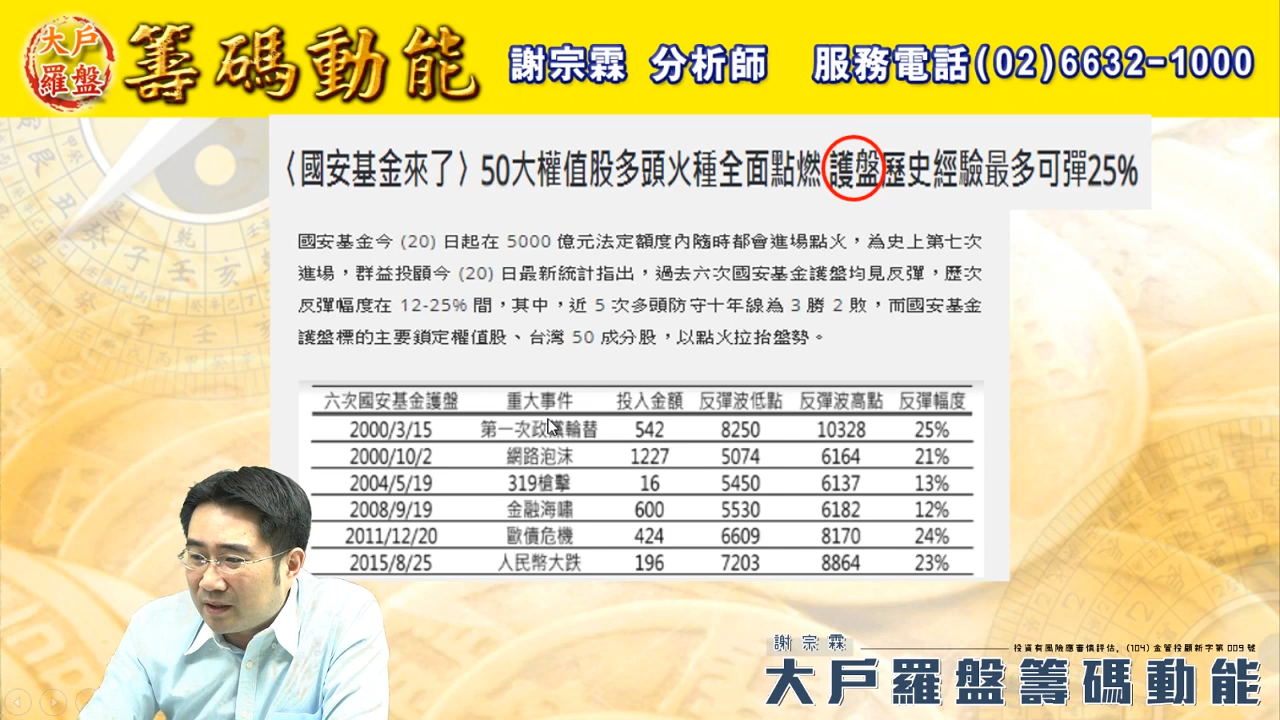 大戶羅盤 籌碼動能 謝宗霖 分析師 服務電話(02)6632-1000
〈國安基金來了〉50大權值股多頭火種全面點燃 護盤歷史經驗最多可彈25%
國安基金今 (20) 日起在 5000 億元法定額度內隨時都會進場點火，為史上第七次
進場，群益投顧今 (20) 日最新統計指出，過去六次國安基金護盤均見反彈，歷次
反彈幅度在 12-25% 間，其中，近 5 次多頭防守十年線為 3 勝 2 敗，而國安基金
護盤標的主要鎖定權值股、台灣 50 成分股，以點火拉抬盤勢。
六次國安基金護盤 重大事件 投入金額 反彈波低點 反彈波高點 反彈幅度
2000/3/15 第一次政黨輪替 542 8250 10328 25%
2000/10/2 網路泡沫 1227 5074 6164 21%
2004/5/19 319槍擊 16 5450 6137 13%
2008/9/19 金融海嘯 600 5530 6182 12%
2011/12/20 歐債危機 424 6609 8170 24%
2015/8/25 人民幣大跌 196 7203 8864 23%
謝宗霖
投資有風險應審慎評估。(104)金管投顧新字第 009 號
大戶羅盤籌碼動能